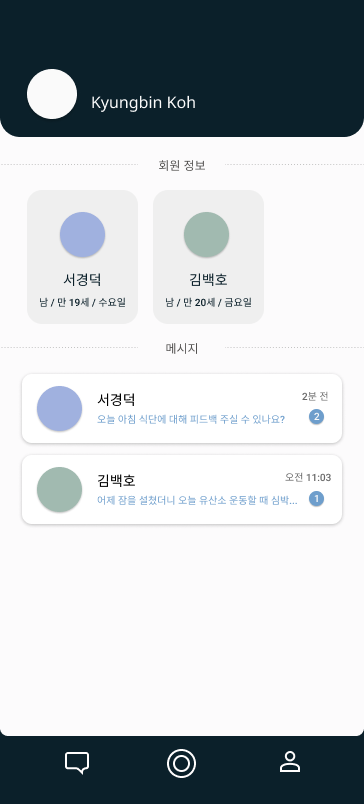 Kyungbin Koh
회원 정보
서경덕
남 / 만 19세 / 수요일
김백호
남 / 만 20세 / 금요일
메시지
서경덕
2분 전
오늘 아침 식단에 대해 피드백 주실 수 있나요?
2
김백호
오전 11:03
어제 잠을 설쳤더니 오늘 유산소 운동할 때 심박...
1